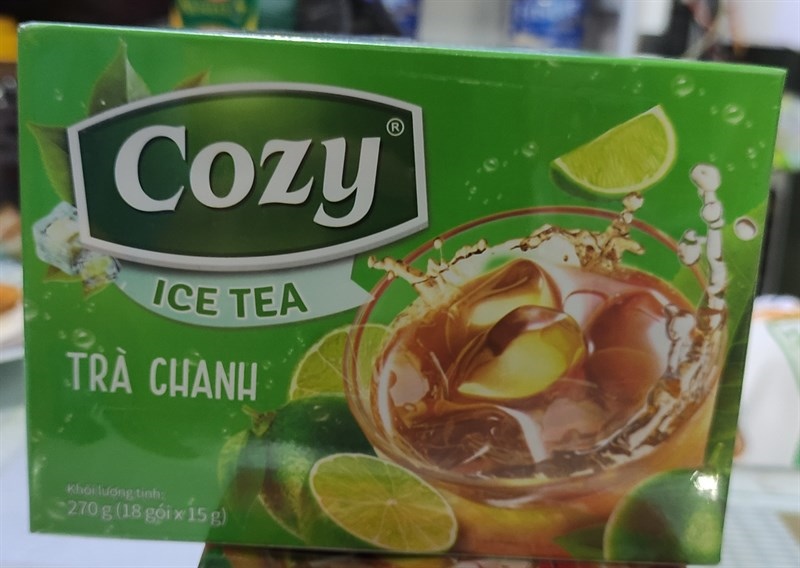 Cozy®
ICE TEA
TRÀ CHANH
Khối lượng tịnh:
270 g (18 gói x 15 g)